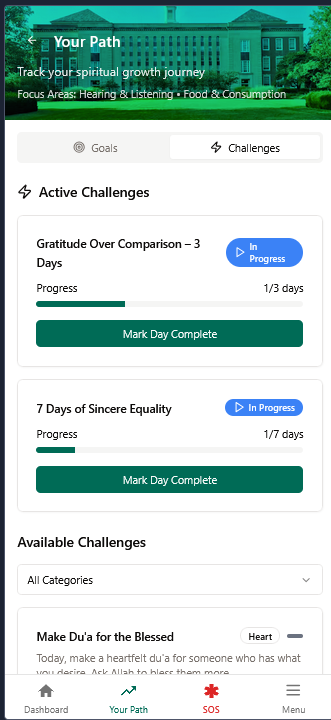 Your Path
Track your spiritual growth journey
Focus Areas: Hearing & Listening • Food & Consumption
Goals
Challenges
Active Challenges
Gratitude Over Comparison – 3
Days
In
Progress
Progress
1/3 days
Mark Day Complete
7 Days of Sincere Equality
In Progress
Progress
1/7 days
Mark Day Complete
Available Challenges
All Categories
Make Du'a for the Blessed
Heart
Today, make a heartfelt du'a for someone who has what
you desire. Ask Allah to bless them more.
Dashboard
Your Path
SOS
Menu